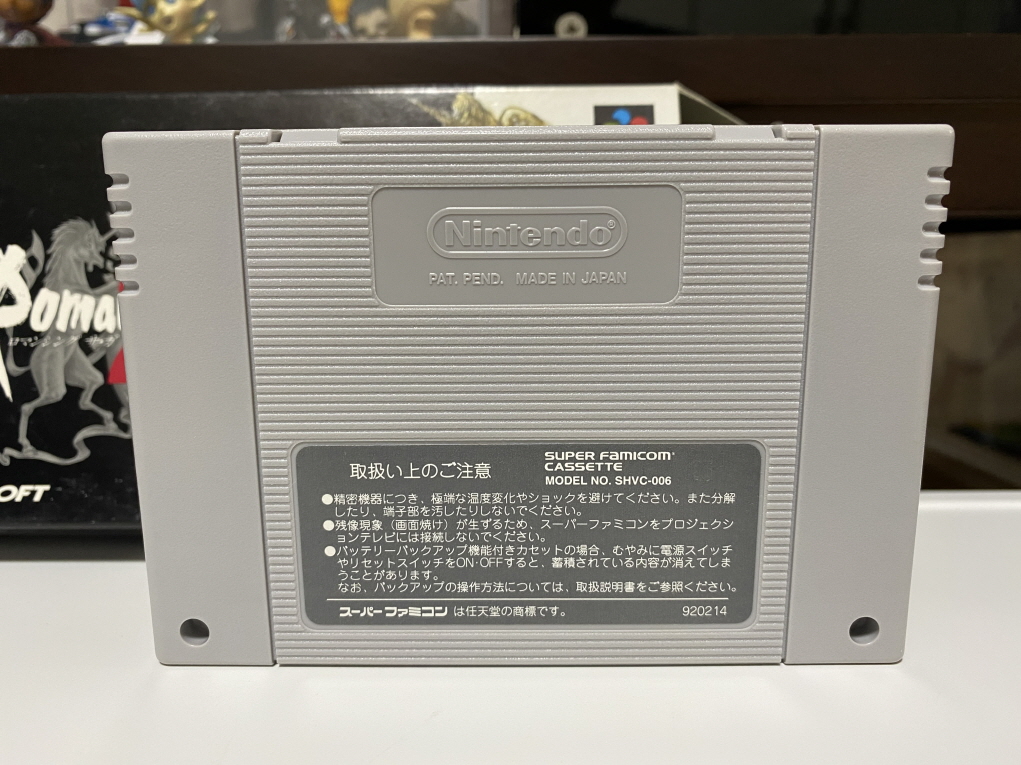 Nintendo®
PAT. PEND. MADE IN JAPAN
取扱い上のご注意
SUPER FAMICOM
CASSETTE
MODEL NO. SHVC-006
●精密機器につき、極端な温度変化やショックを避けてください。また分解
したり、端子部を汚したりしないでください。
●残像現象(画面焼け)が生ずるため、スーパーファミコンをプロジェクシ
ョンテレビには接続しないでください。
●バッテリーバックアップ機能付きカセットの場合、むやみに電源スイッチ
やリセットスイッチをON·OFFすると、蓄積されている内容が消えてしま
うことがあります。
なお、バックアップの操作方法については、取扱説明書をご参照ください。
スーパーファミコン は任天堂の商標です。 920214
Roma
ロマンシング サ・ガ
SOFT